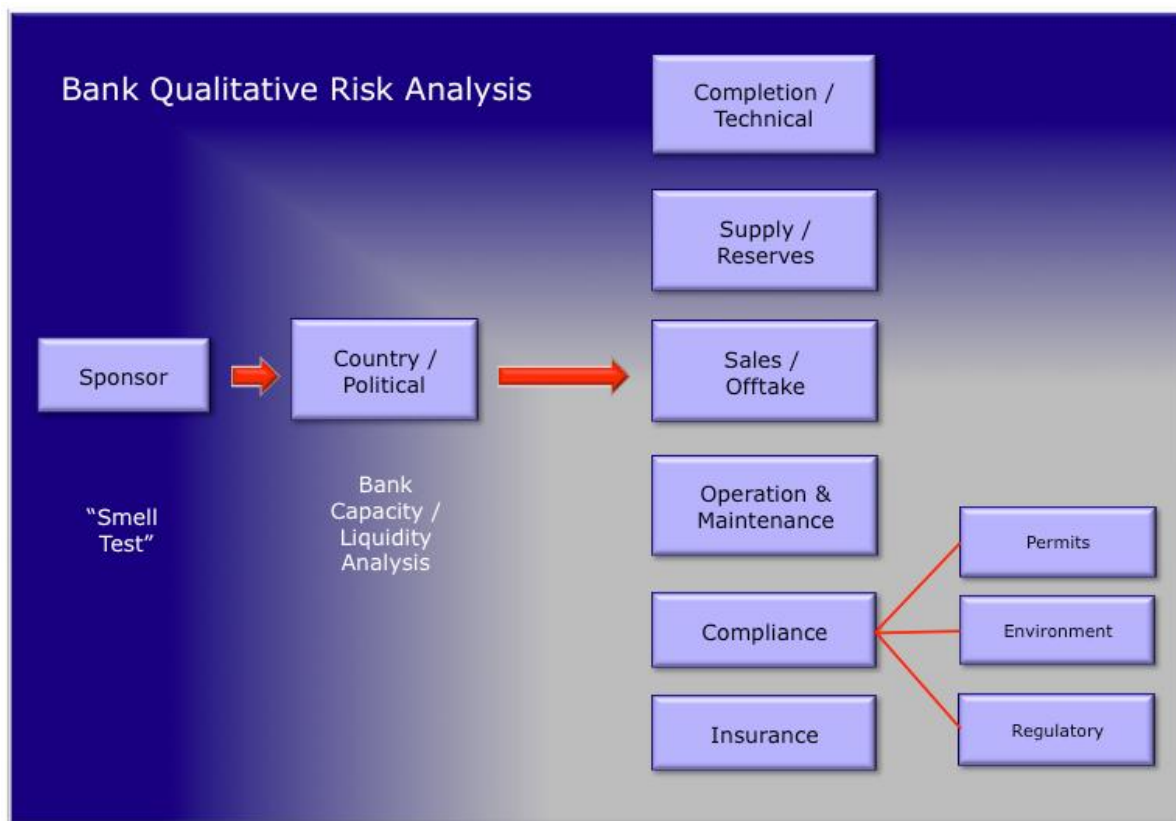 Bank Qualitative Risk Analysis
Sponsor
“Smell
Test”
Country /
Political
Bank
Capacity /
Liquidity
Analysis
Completion /
Technical
Supply /
Reserves
Sales /
Offtake
Operation &
Maintenance
Compliance
Insurance
Permits
Environment
Regulatory